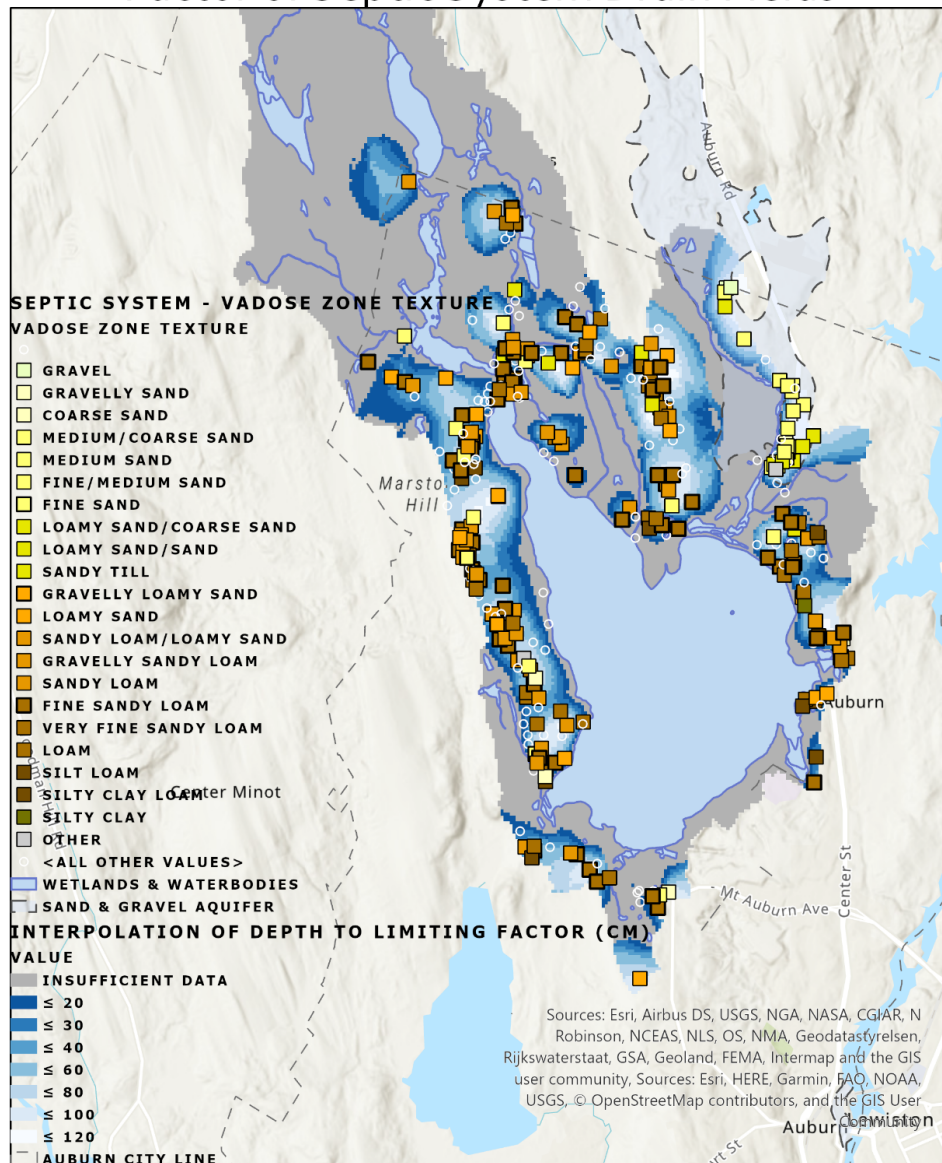 Auburn Rd
SEPTIC SYSTEM - VADOSE ZONE TEXTURE
VADOSE ZONE TEXTURE
GRAVEL
GRAVELLY SAND
COARSE SAND
MEDIUM/COARSE SAND
MEDIUM SAND
FINE/MEDIUM SAND
FINE SAND
LOAMY SAND/COARSE SAND
LOAMY SAND/SAND
SANDY TILL
GRAVELLY LOAMY SAND
LOAMY SAND
SANDY LOAM/LOAMY SAND
GRAVELLY SANDY LOAM
SANDY LOAM
FINE SANDY LOAM
VERY FINE SANDY LOAM
LOAM
SILT LOAM
SILTY CLAY LOAM
SILTY CLAY
OTHER
<ALL OTHER VALUES>
WETLANDS & WATERBODIES
SAND & GRAVEL AQUIFER
INTERPOLATION OF DEPTH TO LIMITING FACTOR (CM)
VALUE
INSUFFICIENT DATA
≤ 20
≤ 30
≤ 40
≤ 60
≤ 80
≤ 100
≤ 120
AUBURN CITY LINE
Hill
Auburn
Center Minot
Center St
Mt Auburn Ave
Sources: Esri, Airbus DS, USGS, NGA, NASA, CGIAR, N
Robinson, NCEAS, NLS, OS, NMA, Geodatastyrelsen,
Rijkswaterstaat, GSA, Geoland, FEMA, Intermap and the GIS
user community, Sources: Esri, HERE, Garmin, FAO, NOAA,
USGS, © OpenStreetMap contributors, and the GIS User
Community
Lewiston